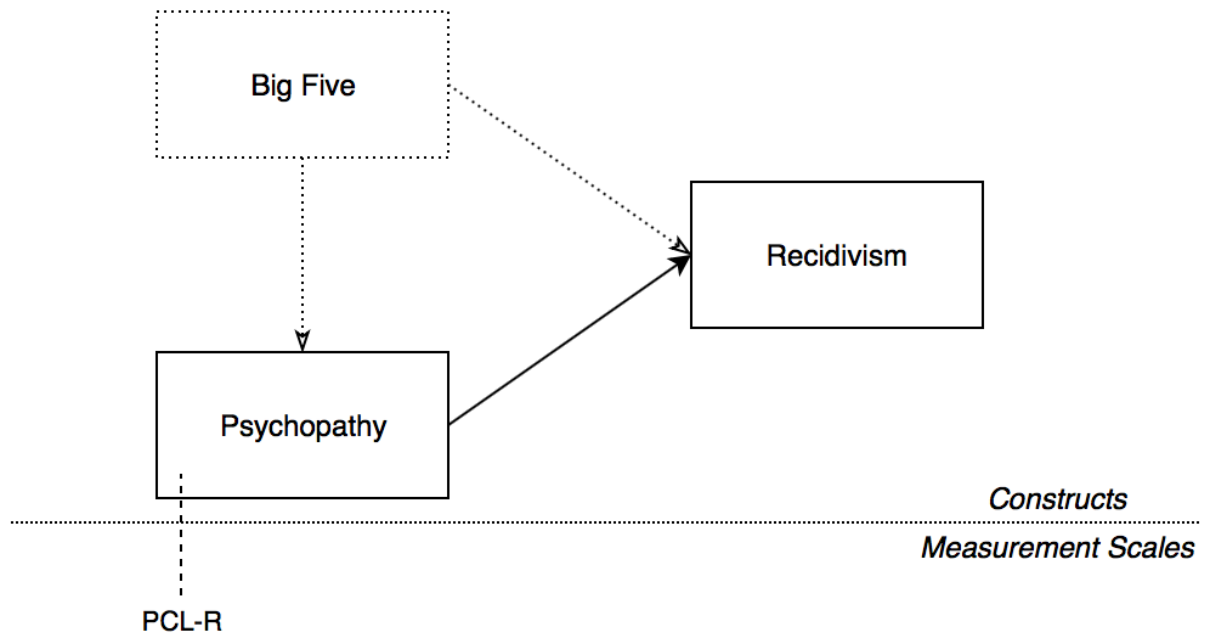 Big Five
Recidivism
Psychopathy
Constructs
Measurement Scales
PCL-R